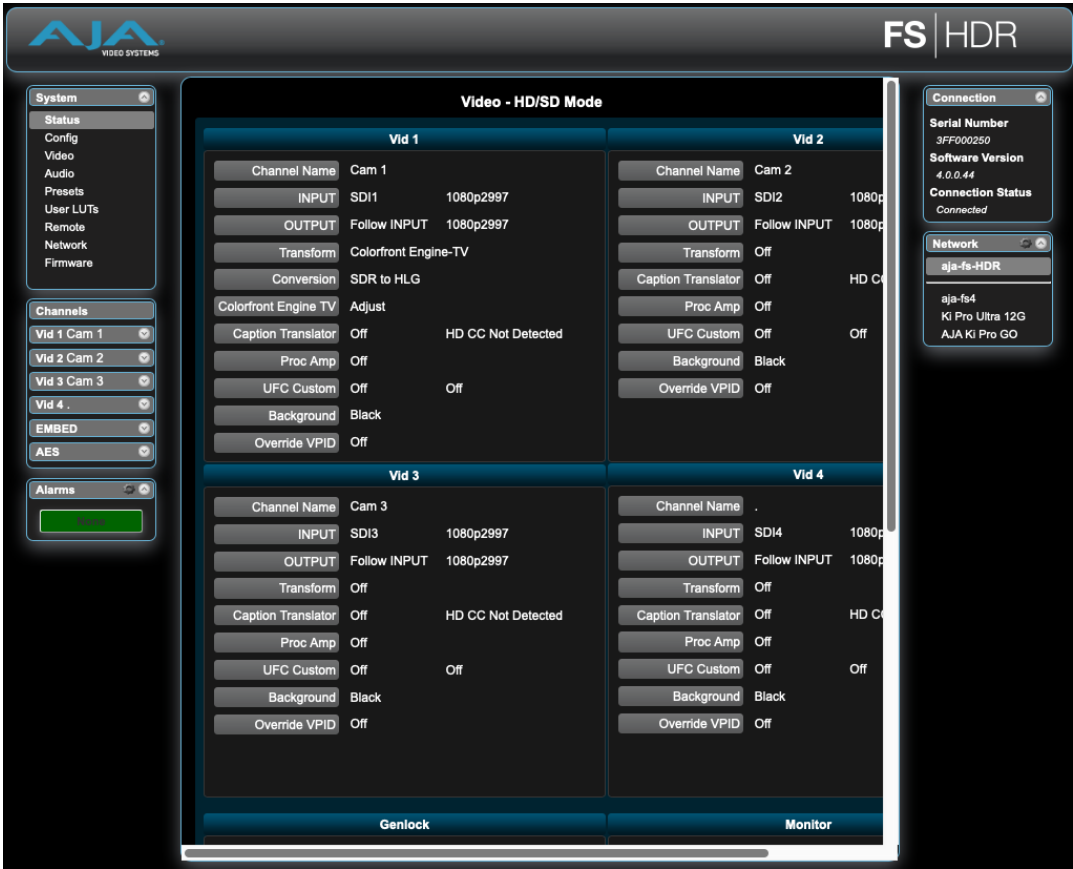 AJA
VIDEO SYSTEMS
FS HDR
System
Status
Config
Video
Audio
Presets
User LUTs
Remote
Network
Firmware
Channels
Vid 1 Cam 1
Vid 2 Cam 2
Vid 3 Cam 3
Vid 4 .
EMBED
AES
Alarms
None
Video - HD/SD Mode
Vid 1
Channel Name Cam 1
INPUT SDI1 1080p2997
OUTPUT Follow INPUT 1080p2997
Transform Colorfront Engine-TV
Conversion SDR to HLG
Colorfront Engine TV Adjust
Caption Translator Off HD CC Not Detected
Proc Amp Off
UFC Custom Off Off
Background Black
Override VPID Off
Vid 2
Channel Name Cam 2
INPUT SDI2 1080p
OUTPUT Follow INPUT 1080p
Transform Off
Caption Translator Off HD C
Proc Amp Off
UFC Custom Off Off
Background Black
Override VPID Off
Vid 3
Channel Name Cam 3
INPUT SDI3 1080p2997
OUTPUT Follow INPUT 1080p2997
Transform Off
Caption Translator Off HD CC Not Detected
Proc Amp Off
UFC Custom Off Off
Background Black
Override VPID Off
Vid 4
Channel Name .
INPUT SDI4 1080p
OUTPUT Follow INPUT 1080p
Transform Off
Caption Translator Off HD C
Proc Amp Off
UFC Custom Off Off
Background Black
Override VPID Off
Genlock
Monitor
Connection
Serial Number
3FF000250
Software Version
4.0.0.44
Connection Status
Connected
Network
aja-fs-HDR
aja-fs4
Ki Pro Ultra 12G
AJA Ki Pro GO